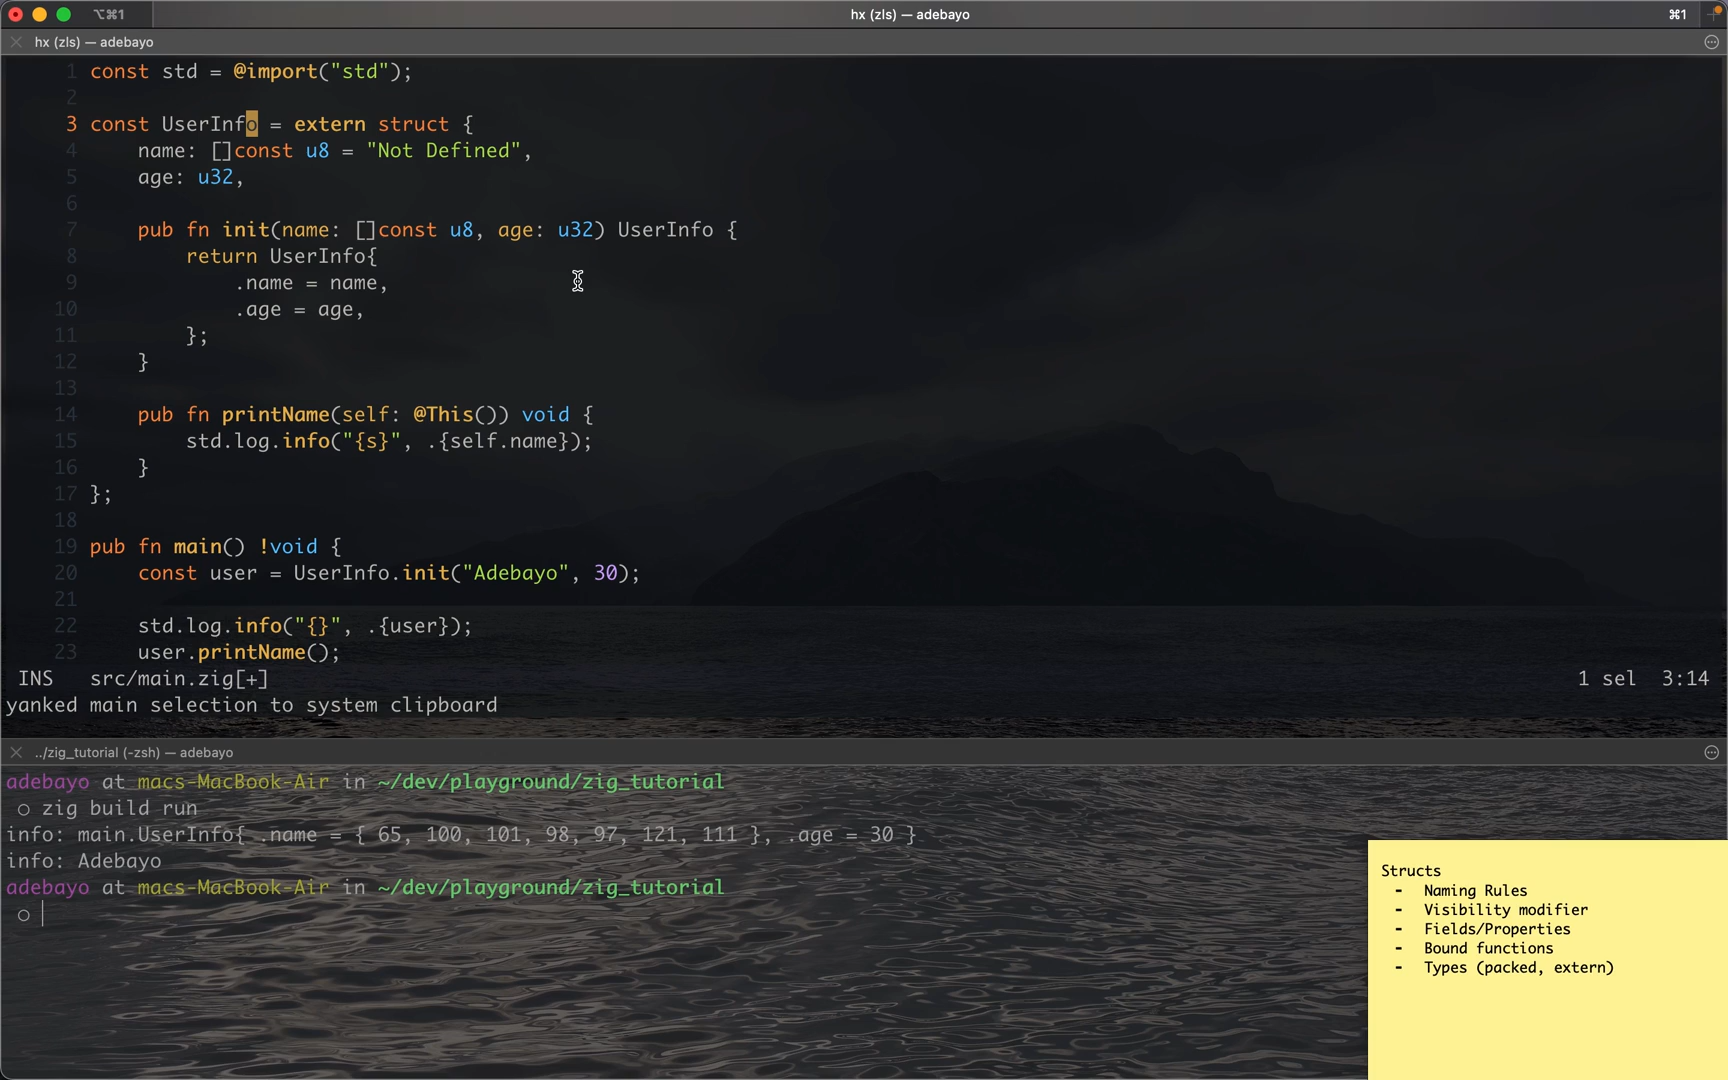 ⌥⌘1
hx (zls) — adebayo
⌘1
hx (zls) — adebayo
1 const std = @import("std");
2
3 const UserInfo = extern struct {
4     name: []const u8 = "Not Defined",
5     age: u32,
6
7     pub fn init(name: []const u8, age: u32) UserInfo {
8         return UserInfo{
9             .name = name,
10             .age = age,
11         };
12     }
13
14     pub fn printName(self: @This()) void {
15         std.log.info("{s}", .{self.name});
16     }
17 };
18
19 pub fn main() !void {
20     const user = UserInfo.init("Adebayo", 30);
21
22     std.log.info("{}", .{user});
23     user.printName();
INS   src/main.zig[+]   1 sel  3:14
yanked main selection to system clipboard
../zig_tutorial (-zsh) — adebayo
adebayo at macs-MacBook-Air in ~/dev/playground/zig_tutorial
○ zig build run
info: main.UserInfo{ .name = { 65, 100, 101, 98, 97, 121, 111 }, .age = 30 }
info: Adebayo
adebayo at macs-MacBook-Air in ~/dev/playground/zig_tutorial
○
Structs
- Naming Rules
- Visibility modifier
- Fields/Properties
- Bound functions
- Types (packed, extern)